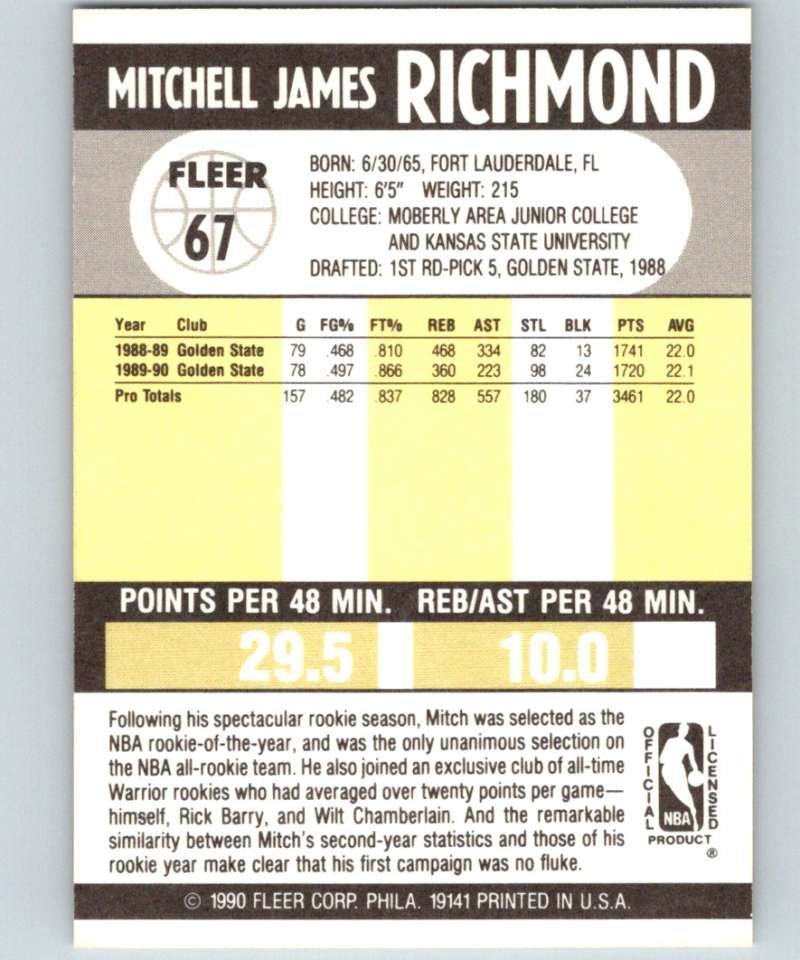 MITCHELL JAMES RICHMOND
FLEER
67
BORN: 6/30/65, FORT LAUDERDALE, FL
HEIGHT: 6'5" WEIGHT: 215
COLLEGE: MOBERLY AREA JUNIOR COLLEGE
AND KANSAS STATE UNIVERSITY
DRAFTED: 1ST RD-PICK 5, GOLDEN STATE, 1988
Year Club G FG% FT% REB AST STL BLK PTS AVG
1988-89 Golden State 79 .468 .810 468 334 82 13 1741 22.0
1989-90 Golden State 78 .497 .866 360 223 98 24 1720 22.1
Pro Totals 157 .482 .837 828 557 180 37 3461 22.0
POINTS PER 48 MIN. REB/AST PER 48 MIN.
29.5 10.0
Following his spectacular rookie season, Mitch was selected as the
NBA rookie-of-the-year, and was the only unanimous selection on
the NBA all-rookie team. He also joined an exclusive club of all-time
Warrior rookies who had averaged over twenty points per game—
himself, Rick Barry, and Wilt Chamberlain. And the remarkable
similarity between Mitch's second-year statistics and those of his
rookie year make clear that his first campaign was no fluke.
OFFICIAL
NBA
LICENSED
PRODUCT
®
© 1990 FLEER CORP. PHILA. 19141 PRINTED IN U.S.A.